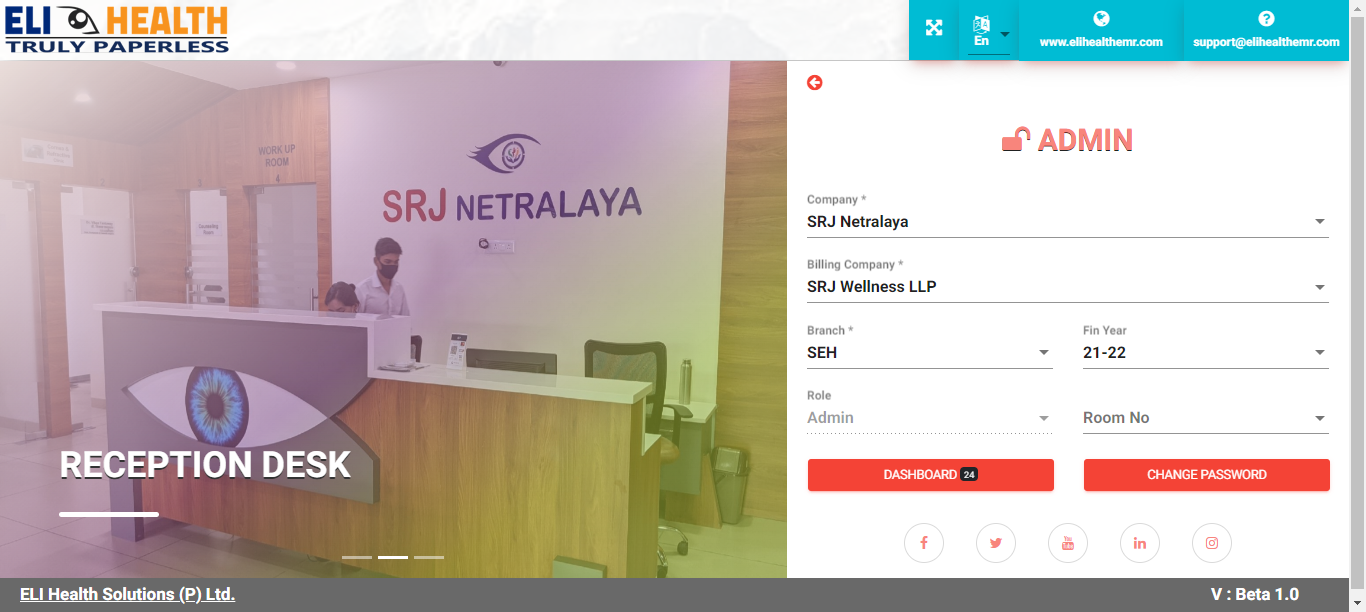 ELI HEALTH
TRULY PAPERLESS
En
www.elihealthemr.com
support@elihealthemr.com
WORK UP
ROOM
4
SRJ NETRALAYA
RECEPTION DESK
ADMIN
Company *
SRJ Netralaya
Billing Company *
SRJ Wellness LLP
Branch *
SEH
Fin Year
21-22
Role
Admin
Room No
DASHBOARD 24
CHANGE PASSWORD
ELI Health Solutions (P) Ltd.
V : Beta 1.0